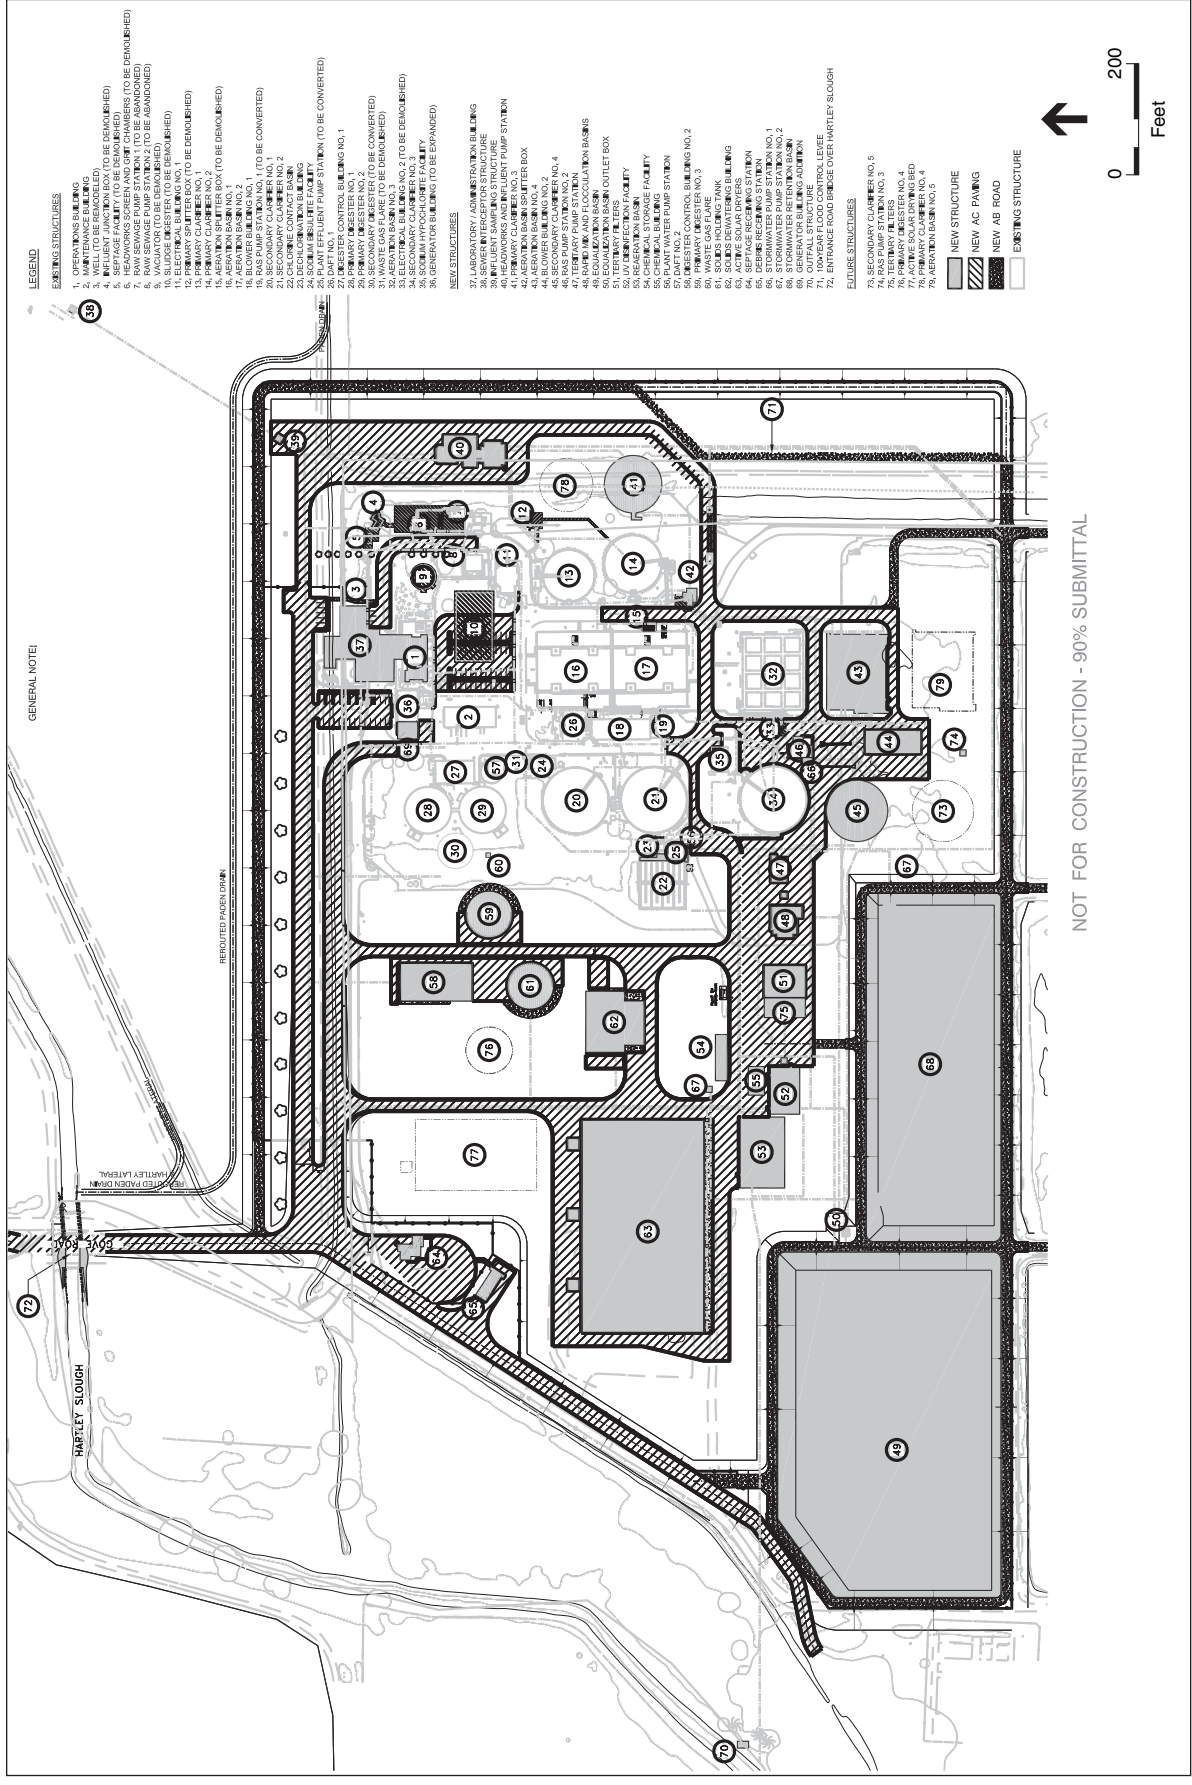 LEGEND
EXISTING STRUCTURES
1, OPERATIONS BUILDING
2, MAINTENANCE BUILDING
3, WELL (TO BE REMODELED)
4, INFLUENT JUNCTION BOX (TO BE DEMOLISHED)
5, SEPTAGE FACILITY (TO BE DEMOLISHED)
6, HEADWORKS SCREEN AND GRIT CHAMBERS (TO BE DEMOLISHED)
7, RAW SEWAGE PUMP STATION 1 (TO BE ABANDONED)
8, RAW SEWAGE PUMP STATION 2 (TO BE ABANDONED)
9, VACUATOR (TO BE DEMOLISHED)
10, SLUDGE DIGESTER (TO BE DEMOLISHED)
11, ELECTRICAL BUILDING NO, 1
12, PRIMARY SPLITTER BOX (TO BE DEMOLISHED)
13, PRIMARY CLARIFIER NO, 1
14, PRIMARY CLARIFIER NO, 2
15, AERATION SPLITTER BOX (TO BE DEMOLISHED)
16, AERATION BASIN NO, 1
17, AERATION BASIN NO, 2
18, BLOWER BUILDING NO, 1
19, RAS PUMP STATION NO, 1 (TO BE CONVERTED)
20, SECONDARY CLARIFIER NO, 1
21, SECONDARY CLARIFIER NO, 2
22, CHLORINE CONTACT BASIN
23, DECHLORINATION BUILDING
24, SODIUM BISULFITE FACILITY
25, PLANT EFFLUENT PUMP STATION (TO BE CONVERTED)
26, DAFT NO, 1
27, DIGESTER CONTROL BUILDING NO, 1
28, PRIMARY DIGESTER NO, 1
29, PRIMARY DIGESTER NO, 2
30, SECONDARY DIGESTER (TO BE CONVERTED)
31, WASTE GAS FLARE (TO BE DEMOLISHED)
32, AERATION BASIN NO, 3
33, ELECTRICAL BUILDING NO, 2 (TO BE DEMOLISHED)
34, SECONDARY CLARIFIER NO, 3
35, SODIUM HYPOCHLORITE FACILITY
36, GENERATOR BUILDING (TO BE EXPANDED)
NEW STRUCTURES
37, LABORATORY / ADMINISTRATION BUILDING
38, SEWER INTERCEPTOR STRUCTURE
39, INFLUENT SAMPLING STRUCTURE
40, HEADWORKS AND INFLUENT PUMP STATION
41, PRIMARY CLARIFIER NO, 3
42, AERATION BASIN SPLITTER BOX
43, AERATION BASIN NO, 4
44, BLOWER BUILDING NO, 2
45, SECONDARY CLARIFIER NO, 4
46, RAS PUMP STATION NO, 2
47, TERTIARY PUMP STATION
48, RAPID MIX AND FLOCCULATION BASINS
49, EQUALIZATION BASIN
50, EQUALIZATION BASIN OUTLET BOX
51, TERTIARY FILTERS
52, UV DISINFECTION FACILITY
53, REAERATION BASIN
54, CHEMICAL STORAGE FACILITY
55, CHEMICAL BUILDING
56, PLANT WATER PUMP STATION
57, DAFT NO, 2
58, DIGESTER CONTROL BUILDING NO, 2
59, PRIMARY DIGESTER NO, 3
60, WASTE GAS FLARE
61, SOLIDS HOLDING TANK
62, SOLIDS DEWATERING BUILDING
63, ACTIVE SOLAR DRYERS
64, SEPTAGE RECEIVING STATION
65, DEBRIS RECEIVING STATION
66, STORMWATER PUMP STATION NO, 1
67, STORMWATER PUMP STATION NO, 2
68, STORMWATER RETENTION BASIN
69, GENERATOR BUILDING ADDITION
70, OUTFALL STRUCTURE
71, 100-YEAR FLOOD CONTROL LEVEE
72, ENTRANCE ROAD BRIDGE OVER HARTLEY SLOUGH
FUTURE STRUCTURES
73, SECONDARY CLARIFIER NO, 5
74, RAS PUMP STATION NO, 3
75, TERTIARY FILTERS
76, PRIMARY DIGESTER NO, 4
77, ACTIVE SOLAR DRYING BED
78, PRIMARY CLARIFIER NO, 4
79, AERATION BASIN NO, 5
NEW STRUCTURE
NEW AC PAVING
NEW AB ROAD
EXISTING STRUCTURE
0 200
Feet
GENERAL NOTE
REROUTED PADEN DRAIN
PADEN DRAIN
REROUTED PADEN DRAIN
HARTLEY LATERAL
GOVE ROAD
HARTLEY SLOUGH
NOT FOR CONSTRUCTION - 90% SUBMITTAL